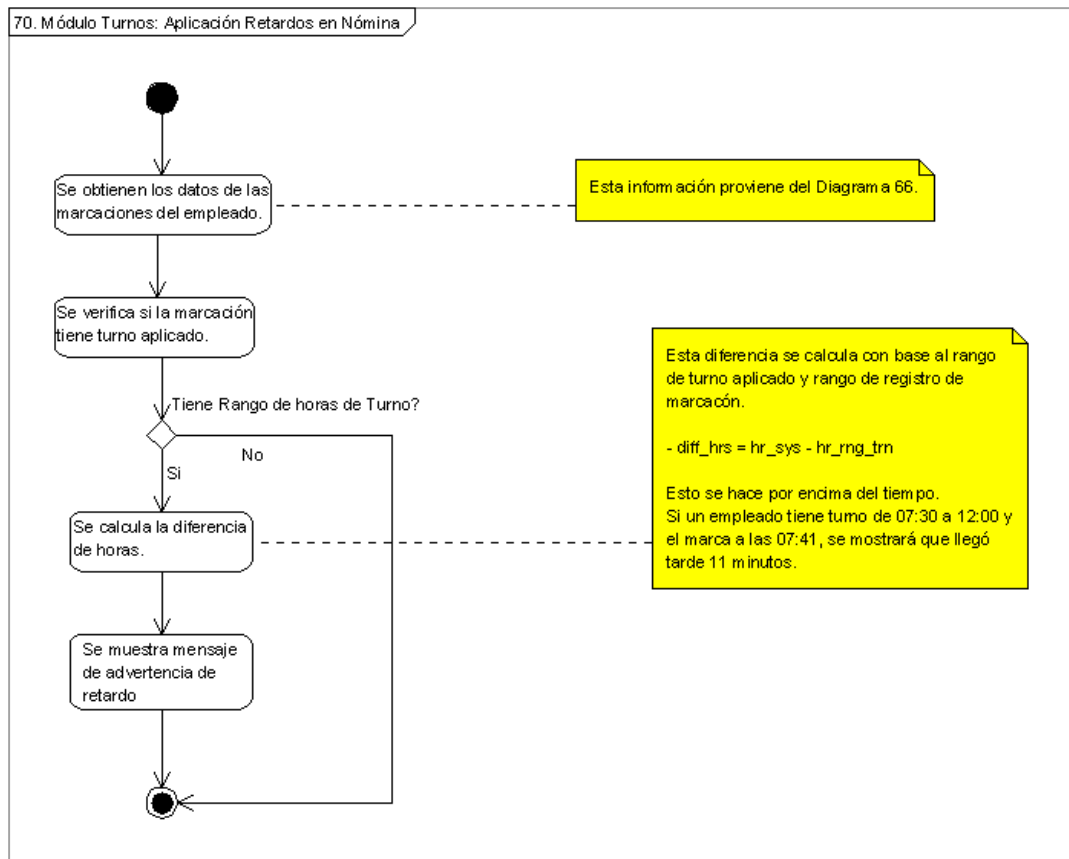 70. Módulo Turnos: Aplicación Retardos en Nómina
Se obtienen los datos de las
marcaciones del empleado.
Esta información proviene del Diagrama 66.
Se verifica si la marcación
tiene turno aplicado.
Tiene Rango de horas de Turno?
No
Si
Se calcula la diferencia
de horas.
Esta diferencia se calcula con base al rango
de turno aplicado y rango de registro de
marcacón.
- diff_hrs = hr_sys - hr_rng_trn
Esto se hace por encima del tiempo.
Si un empleado tiene turno de 07:30 a 12:00 y
el marca a las 07:41, se mostrará que llegó
tarde 11 minutos.
Se muestra mensaje
de advertencia de
retardo